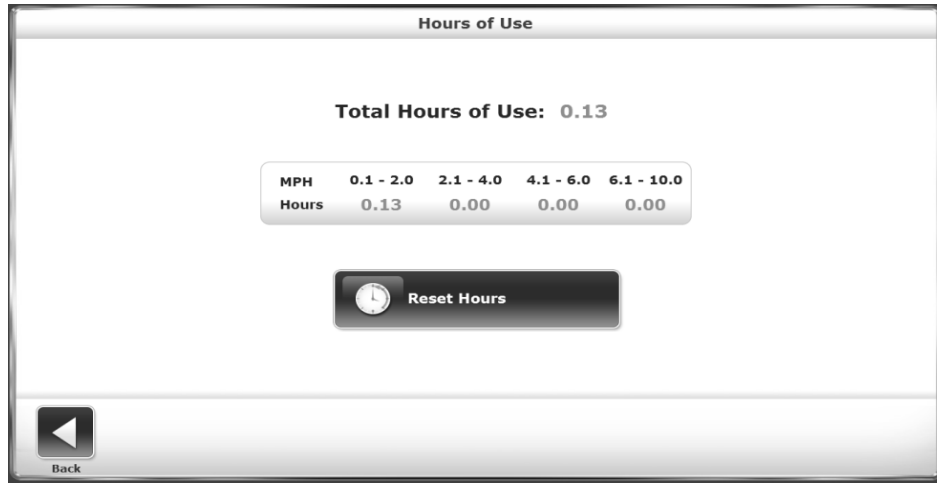 Hours of Use
Total Hours of Use: 0.13
MPH 0.1 - 2.0 2.1 - 4.0 4.1 - 6.0 6.1 - 10.0
Hours 0.13 0.00 0.00 0.00
Reset Hours
Back